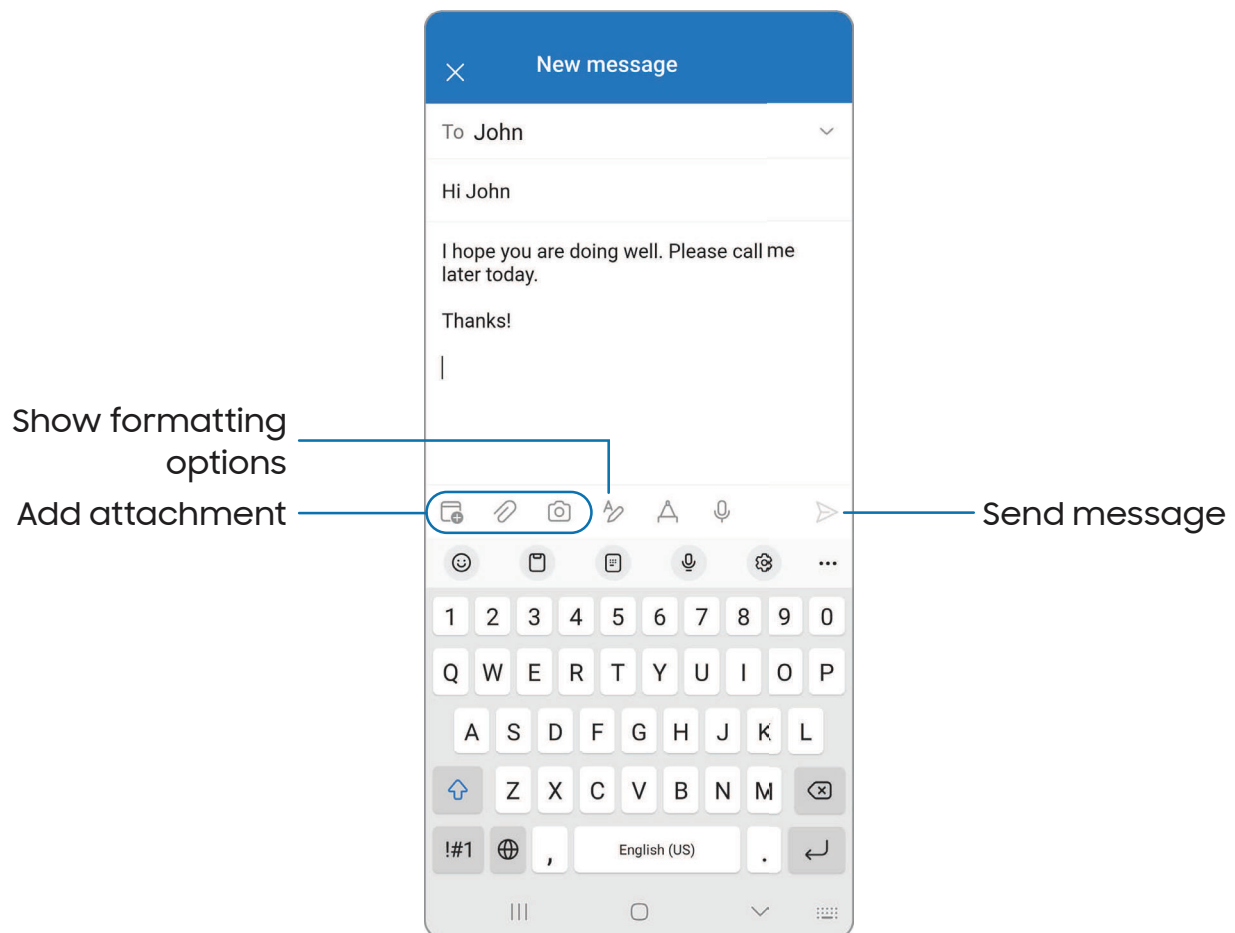 New message
To John
Hi John
I hope you are doing well. Please call me
later today.
Thanks!
Show formatting
options
Add attachment
Send message
1 2 3 4 5 6 7 8 9 0
Q W E R T Y U I O P
A S D F G H J K L
Z X C V B N M
!#1 , English (US) .